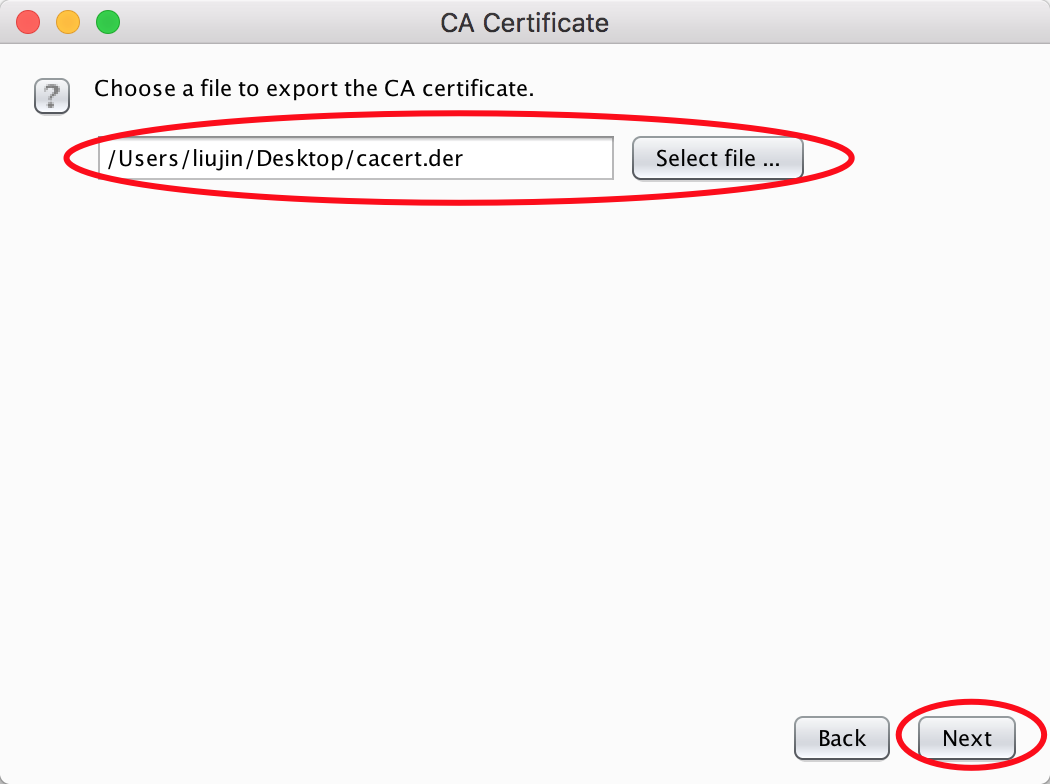 CA Certificate
?
Choose a file to export the CA certificate.
/Users/liujin/Desktop/cacert.der
Select file ...
Back
Next